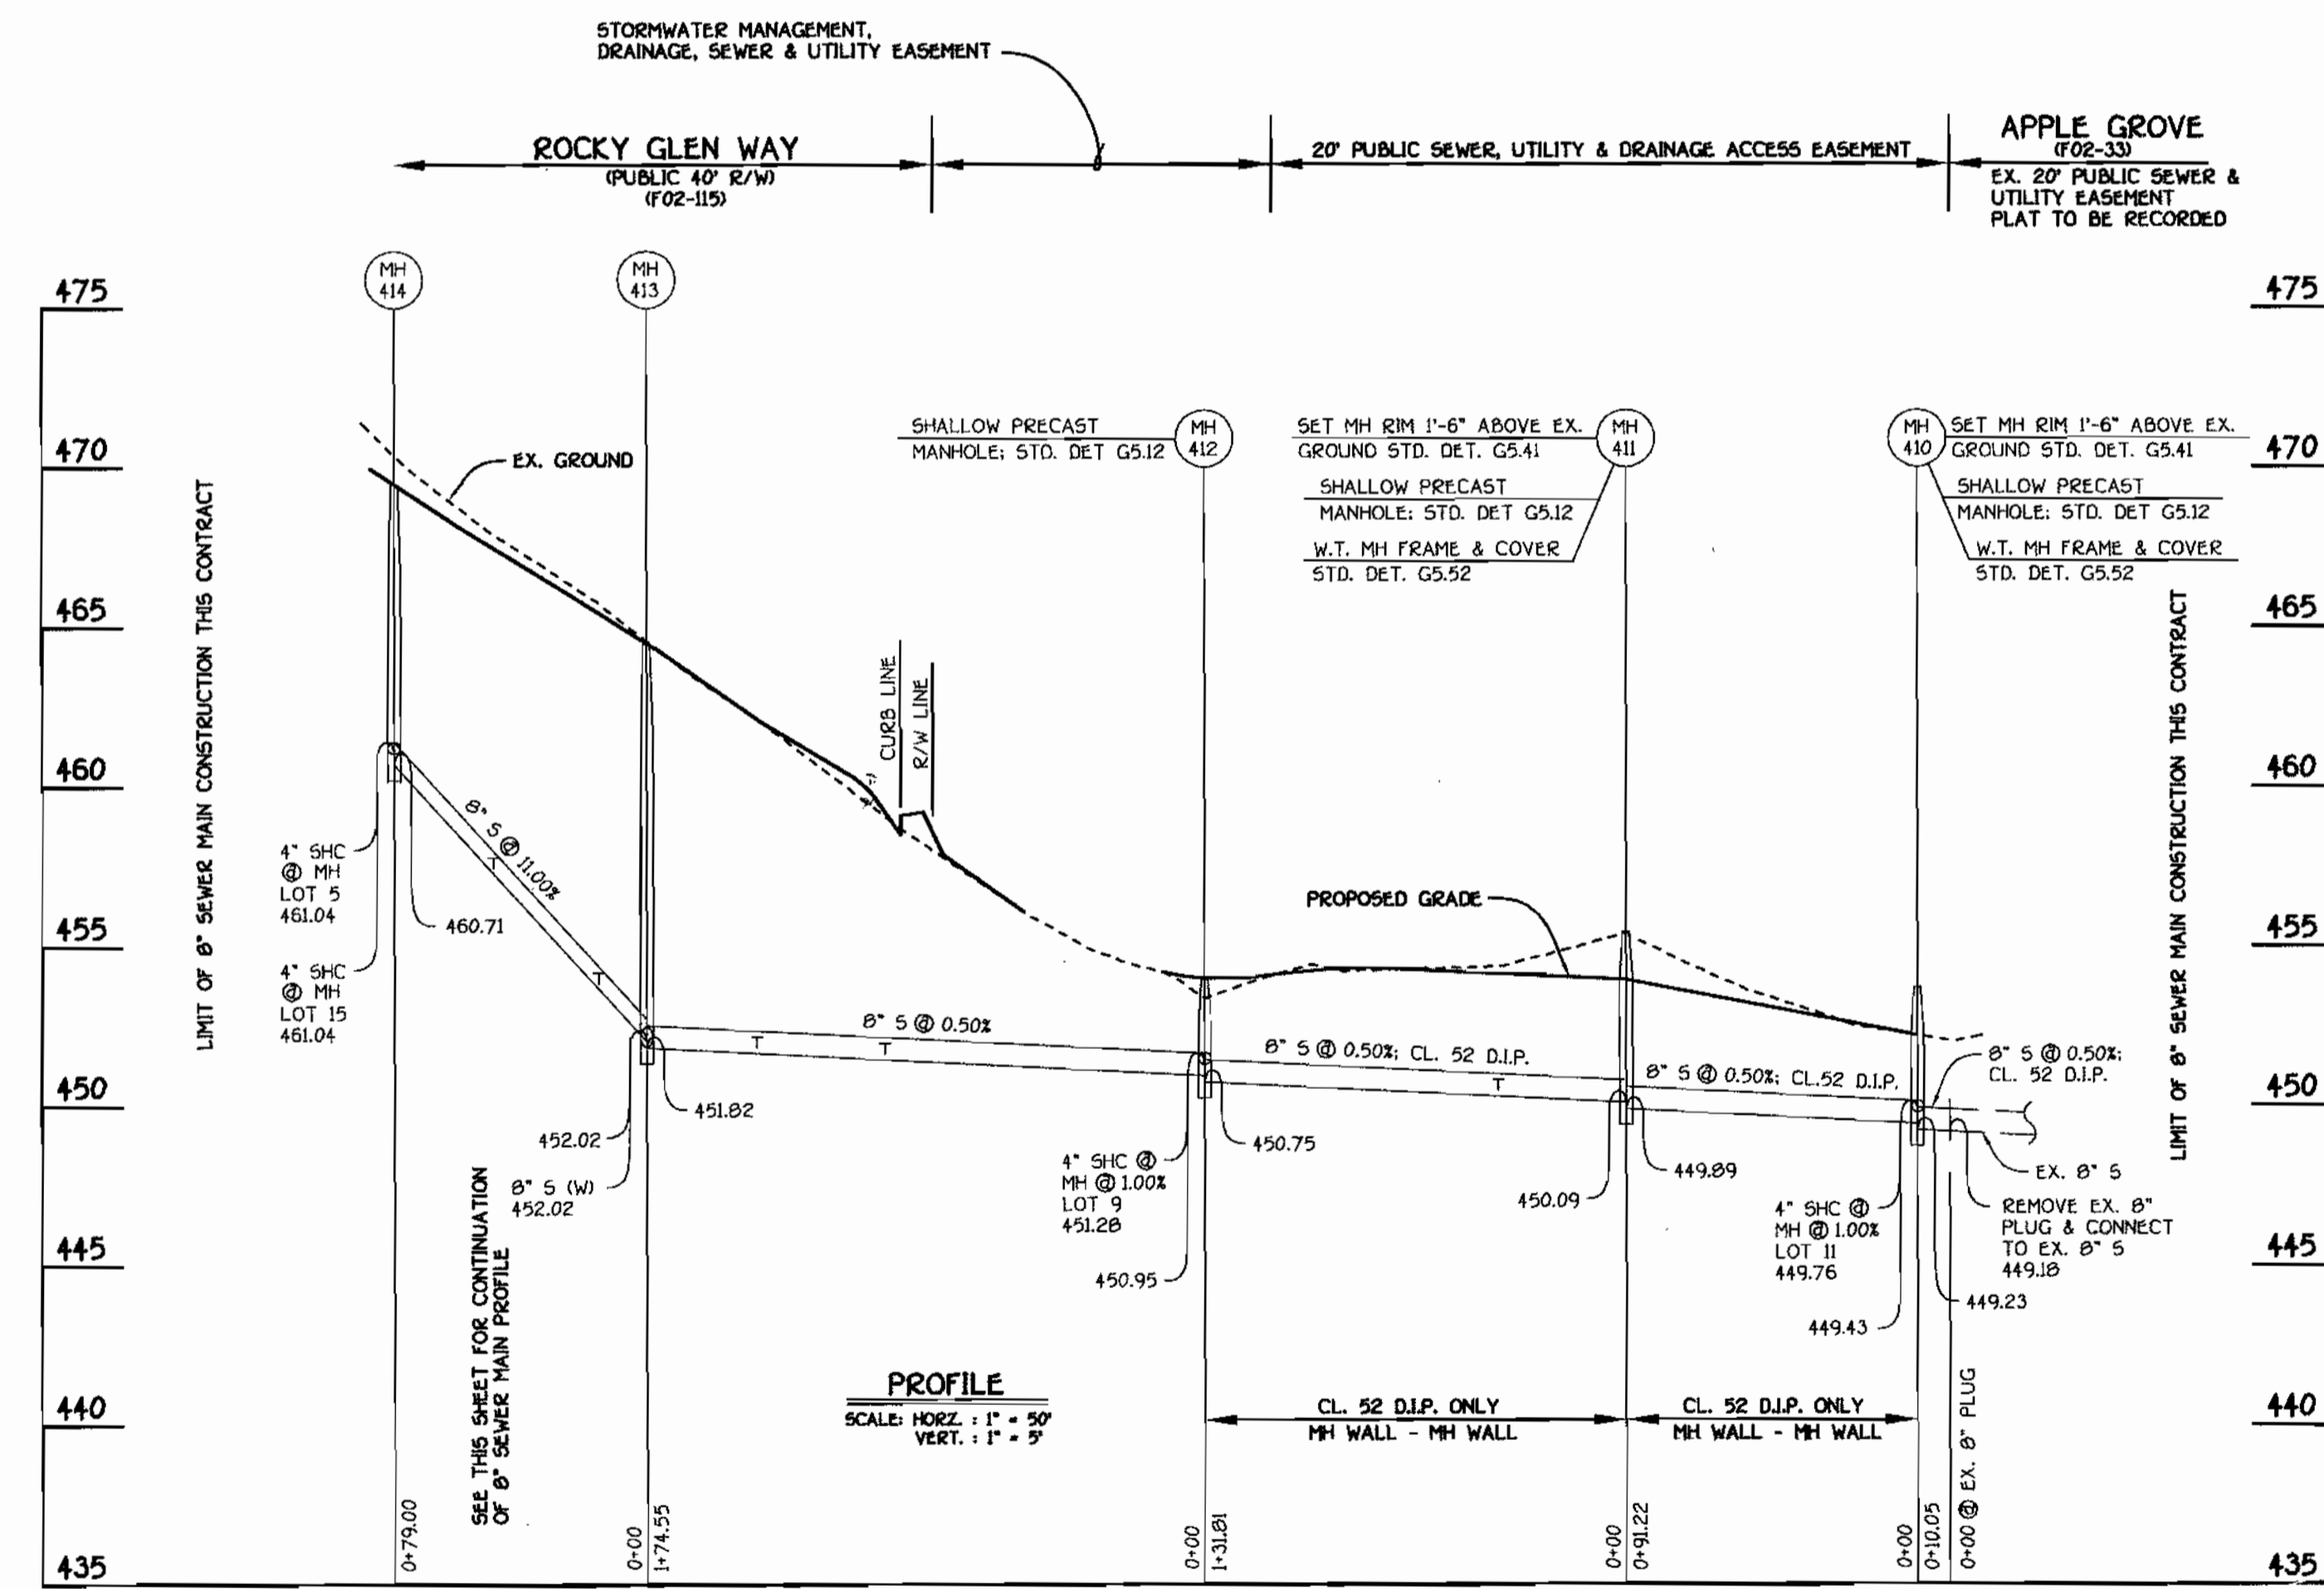 STORMWATER MANAGEMENT,
DRAINAGE, SEWER & UTILITY EASEMENT
ROCKY GLEN WAY
(PUBLIC 40' R/W)
(F02-115)
20' PUBLIC SEWER, UTILITY & DRAINAGE ACCESS EASEMENT
APPLE GROVE
(F02-33)
EX. 20' PUBLIC SEWER &
UTILITY EASEMENT
PLAT TO BE RECORDED
475
470
465
460
455
450
445
440
435
475
470
465
460
455
450
445
440
435
LIMIT OF 8" SEWER MAIN CONSTRUCTION THIS CONTRACT
MH
414
MH
413
EX. GROUND
SHALLOW PRECAST
MANHOLE; STD. DET G5.12
MH
412
SET MH RIM 1'-6" ABOVE EX.
GROUND STD. DET. G5.41
MH
411
SHALLOW PRECAST
MANHOLE: STD. DET G5.12
W.T. MH FRAME & COVER
STD. DET. G5.52
MH
410
SET MH RIM 1'-6" ABOVE EX.
GROUND STD. DET. G5.41
SHALLOW PRECAST
MANHOLE: STD. DET G5.12
W.T. MH FRAME & COVER
STD. DET. G5.52
LIMIT OF 8" SEWER MAIN CONSTRUCTION THIS CONTRACT
CURB LINE
R/W LINE
PROPOSED GRADE
4" SHC
@ MH
LOT 5
461.04
4" SHC
@ MH
LOT 15
461.04
460.71
8" S @ 11.00%
T
T
452.02
8" S (W)
452.02
451.82
8" S @ 0.50%
T
T
4" SHC @
MH @ 1.00%
LOT 9
451.28
450.95
450.75
8" S @ 0.50%; CL. 52 D.I.P.
T
450.09
449.89
8" S @ 0.50%; CL.52 D.I.P.
4" SHC @
MH @ 1.00%
LOT 11
449.76
449.43
449.23
8" S @ 0.50%;
CL. 52 D.I.P.
EX. 8" S
REMOVE EX. 8"
PLUG & CONNECT
TO EX. 8" S
449.18
SEE THIS SHEET FOR CONTINUATION
OF 8" SEWER MAIN PROFILE
PROFILE
SCALE: HORZ. : 1" = 50'
VERT. : 1" = 5'
CL. 52 D.I.P. ONLY
MH WALL - MH WALL
CL. 52 D.I.P. ONLY
MH WALL - MH WALL
0+79.00
0+00
1+74.55
0+00
1+31.81
0+00
0+91.22
0+00
0+10.05
0+00 @ EX. 8" PLUG